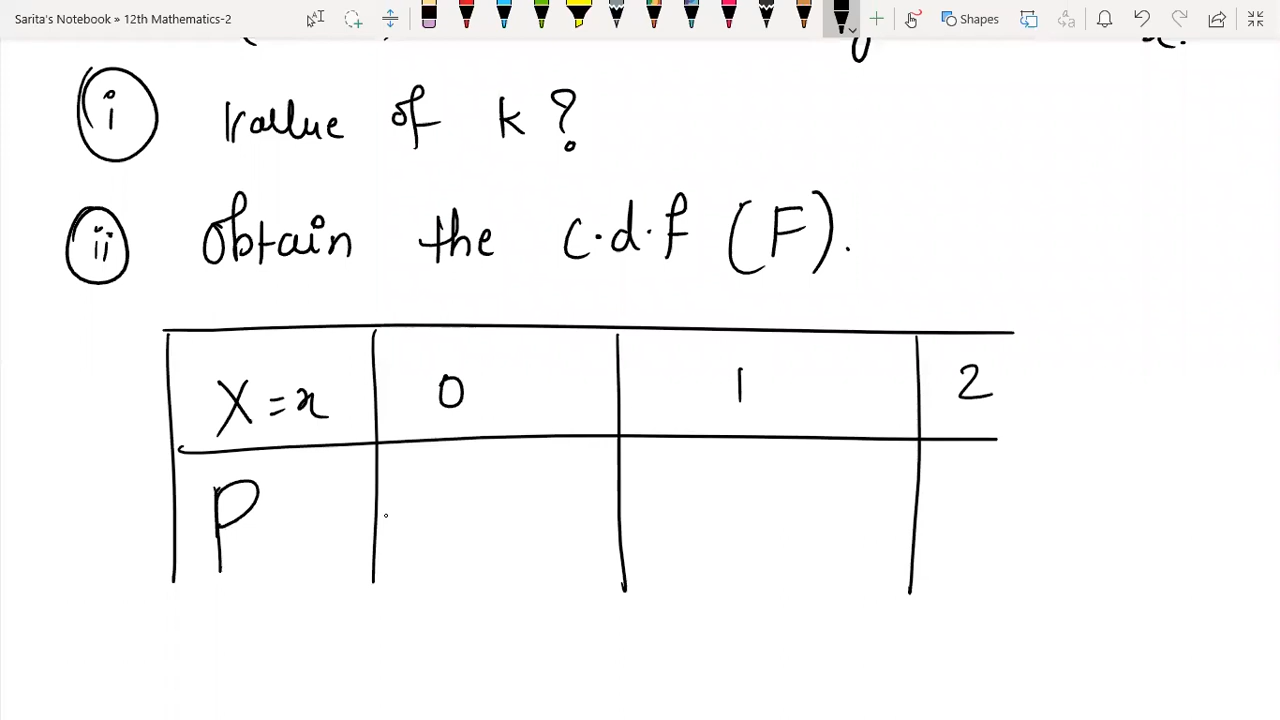 Sarita's Notebook » 12th Mathematics-2
Shapes
i value of k ?
ii obtain the c.d.f (F).
X = x 0 1 2
P